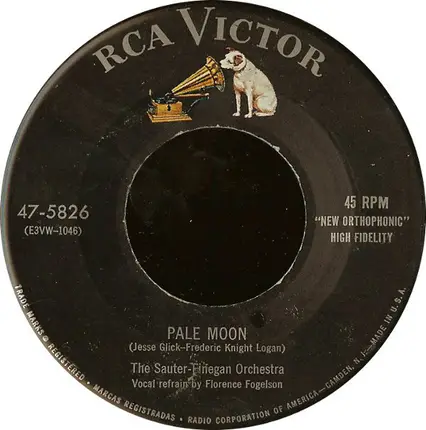 RCA VICTOR
47-5826
(E3VW-1046)
45 RPM
"NEW ORTHOPHONIC"
HIGH FIDELITY
PALE MOON
(Jesse Glick-Frederic Knight Logan)
The Sauter-Finegan Orchestra
Vocal refrain by Florence Fogelson
TRADE MARKS ® REGISTERED • MARCAS REGISTRADAS • RADIO CORPORATION OF AMERICA-CAMDEN, N.J.-MADE IN U.S.A.